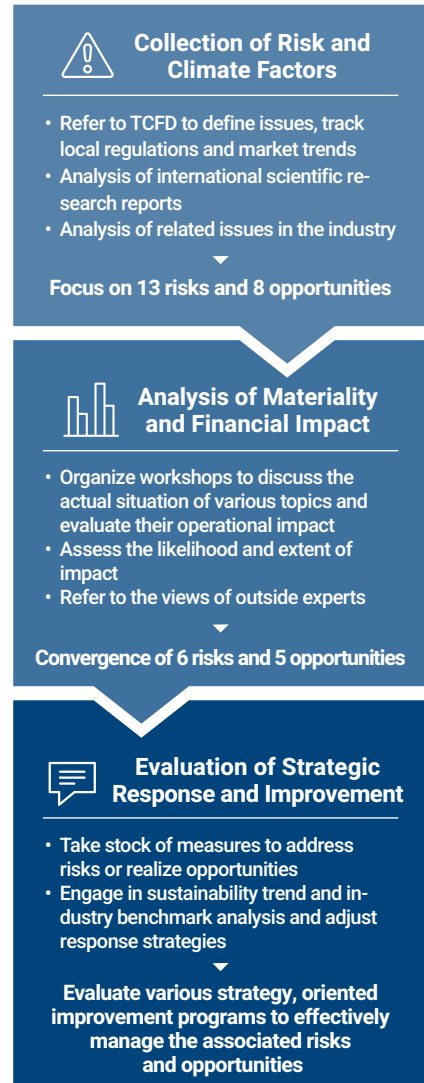 Collection of Risk and
Climate Factors
• Refer to TCFD to define issues, track
local regulations and market trends
• Analysis of international scientific re-
search reports
• Analysis of related issues in the industry
Focus on 13 risks and 8 opportunities
Analysis of Materiality
and Financial Impact
• Organize workshops to discuss the
actual situation of various topics and
evaluate their operational impact
• Assess the likelihood and extent of
impact
• Refer to the views of outside experts
Convergence of 6 risks and 5 opportunities
Evaluation of Strategic
Response and Improvement
• Take stock of measures to address
risks or realize opportunities
• Engage in sustainability trend and in-
dustry benchmark analysis and adjust
response strategies
Evaluate various strategy, oriented
improvement programs to effectively
manage the associated risks
and opportunities